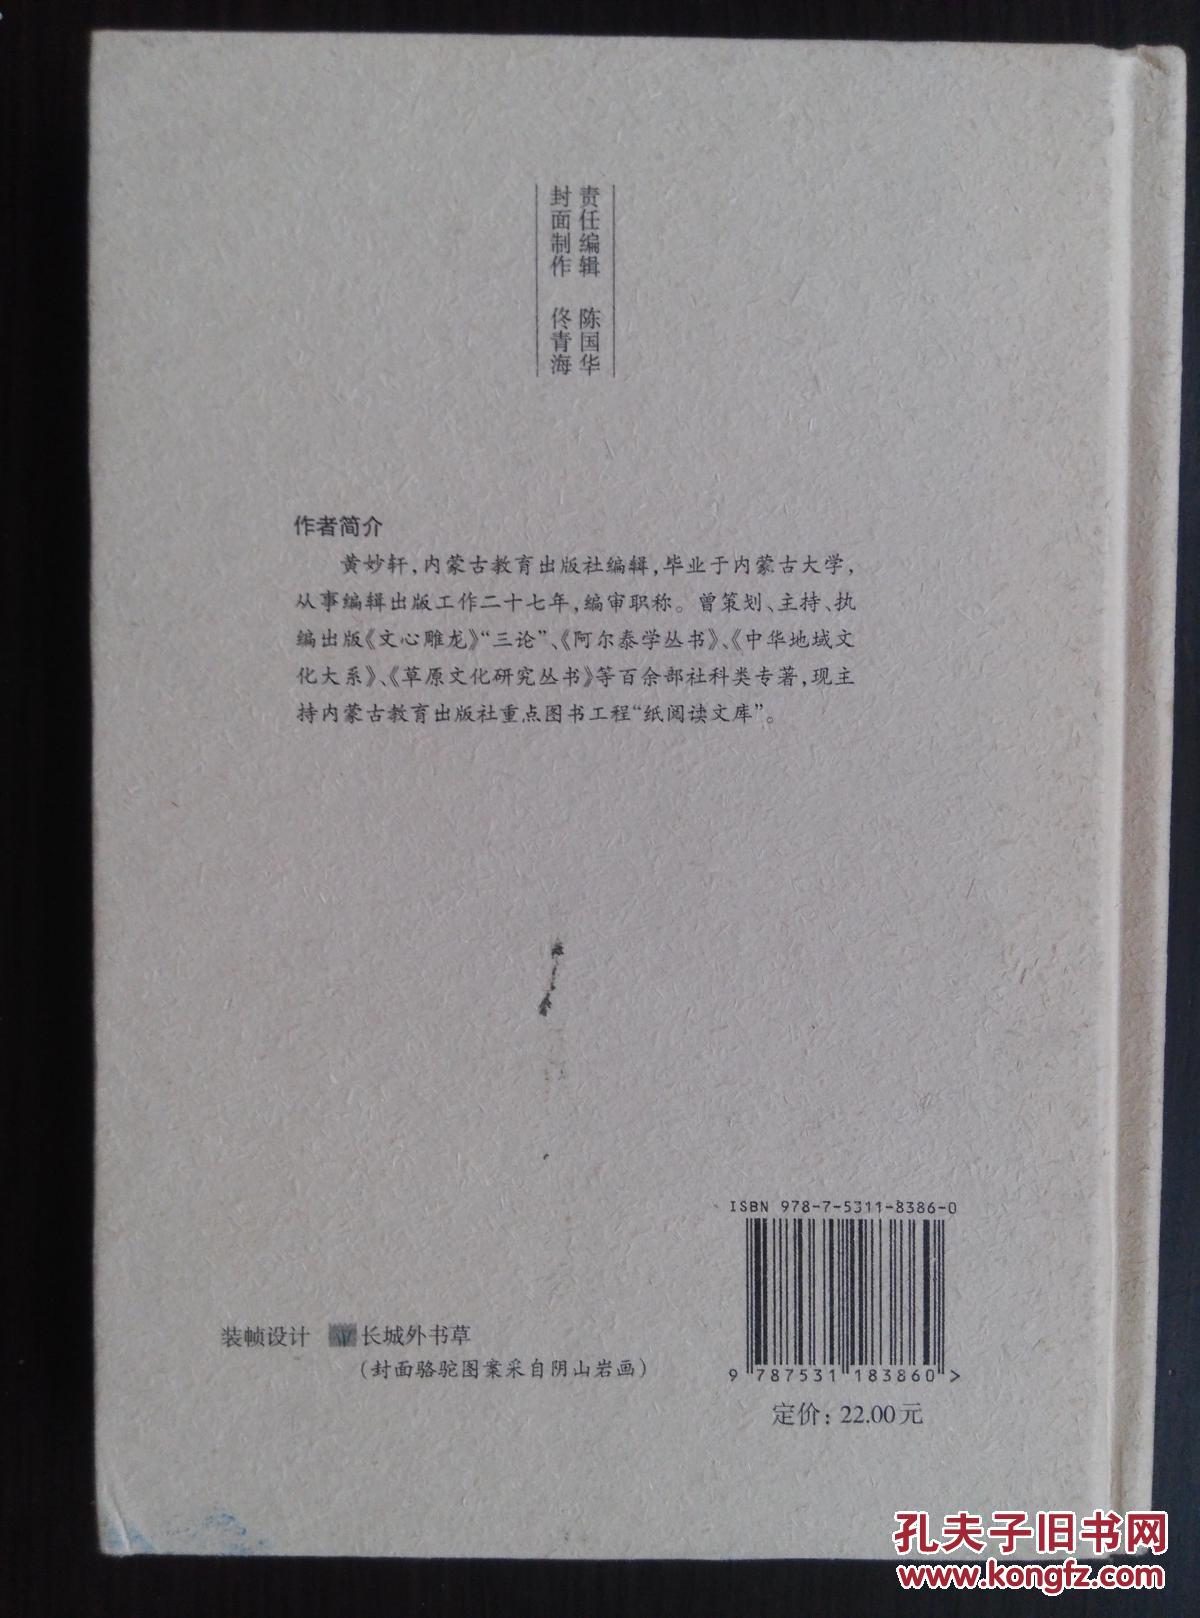 责任编辑 陈国华
封面制作 佟青海
作者简介
黄妙轩，内蒙古教育出版社编辑，毕业于内蒙古大学，
从事编辑出版工作二十七年，编审职称。曾策划、主持、执
编出版《文心雕龙》“三论”、《阿尔泰学丛书》、《中华地域文
化大系》、《草原文化研究丛书》等百余部社科类专著，现主
持内蒙古教育出版社重点图书工程“纸阅读文库”。
ISBN 978-7-5311-8386-0
9 787531 183860 >
定价：22.00元
装帧设计 长城外书草
（封面骆驼图案采自阴山岩画）
孔夫子旧书网
www.kongfz.com